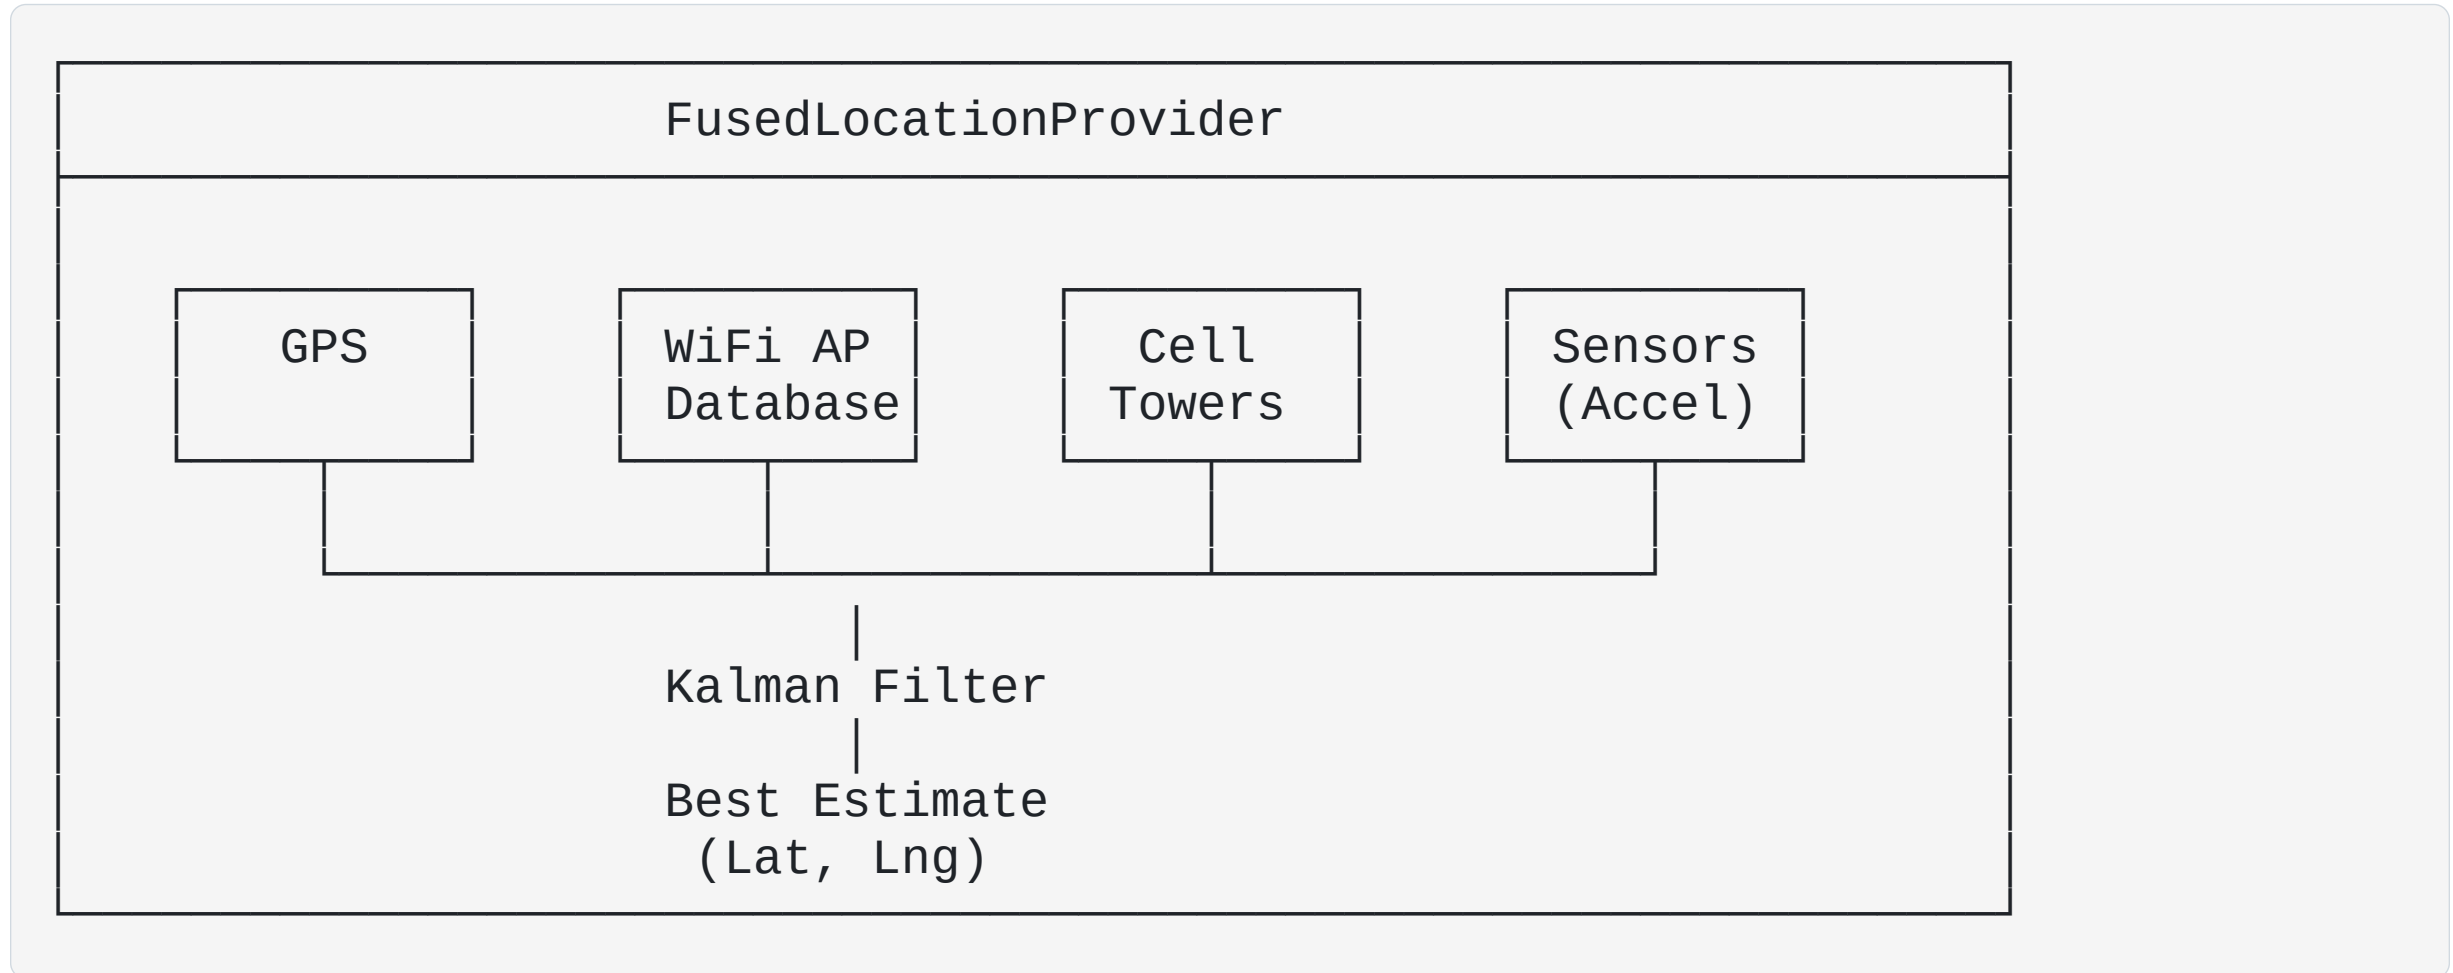 FusedLocationProvider
GPS
WiFi AP
Database
Cell
Towers
Sensors
(Accel)
Kalman Filter
Best Estimate
(Lat, Lng)